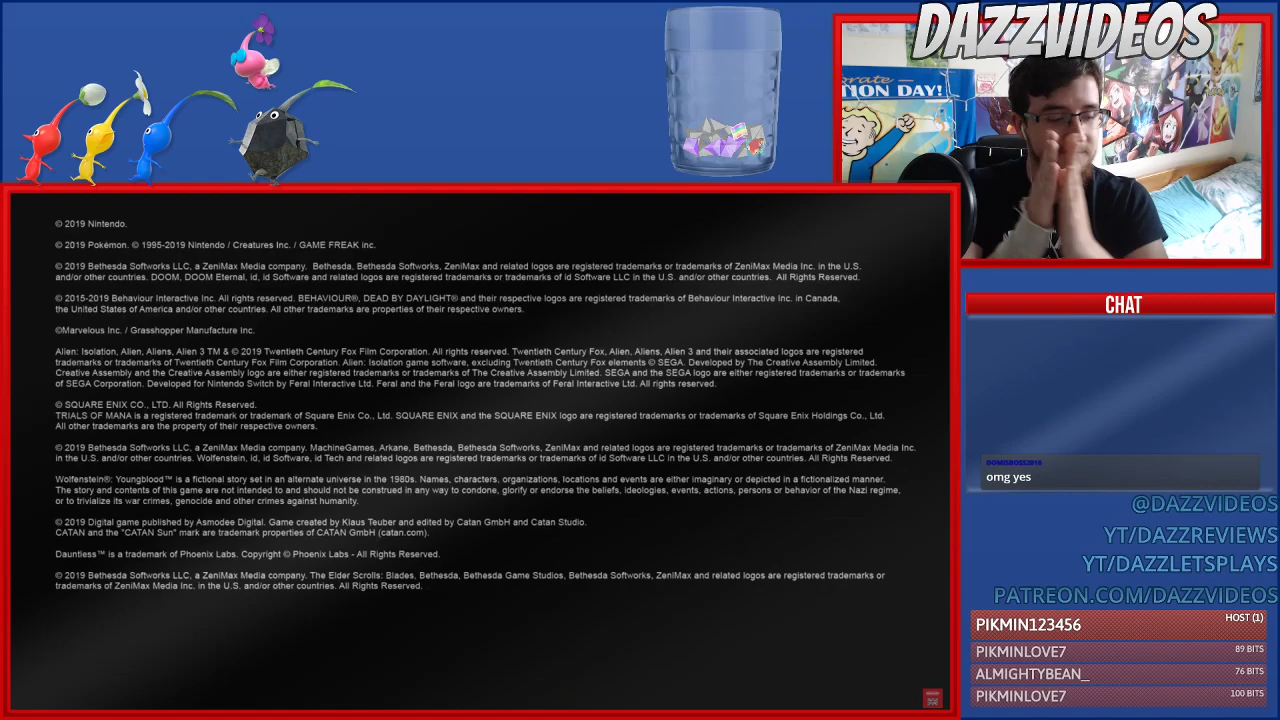 DAZZVIDEOS
orate
TION DAY!
© 2019 Nintendo.
© 2019 Pokémon. © 1995-2019 Nintendo / Creatures Inc. / GAME FREAK inc.
© 2019 Bethesda Softworks LLC, a ZeniMax Media company.  Bethesda, Bethesda Softworks, ZeniMax and related logos are registered trademarks or trademarks of ZeniMax Media Inc. in the U.S.
and/or other countries. DOOM, DOOM Eternal, id, id Software and related logos are registered trademarks or trademarks of id Software LLC in the U.S. and/or other countries.  All Rights Reserved.
© 2015-2019 Behaviour Interactive Inc. All rights reserved. BEHAVIOUR®, DEAD BY DAYLIGHT® and their respective logos are registered trademarks of Behaviour Interactive Inc. in Canada,
the United States of America and/or other countries. All other trademarks are properties of their respective owners.
©Marvelous Inc. / Grasshopper Manufacture Inc.
Alien: Isolation, Alien, Aliens, Alien 3 TM & © 2019 Twentieth Century Fox Film Corporation. All rights reserved. Twentieth Century Fox, Alien, Aliens, Alien 3 and their associated logos are registered
trademarks or trademarks of Twentieth Century Fox Film Corporation. Alien: Isolation game software, excluding Twentieth Century Fox elements © SEGA. Developed by The Creative Assembly Limited.
Creative Assembly and the Creative Assembly logo are either registered trademarks or trademarks of The Creative Assembly Limited. SEGA and the SEGA logo are either registered trademarks or trademarks
of SEGA Corporation. Developed for Nintendo Switch by Feral Interactive Ltd. Feral and the Feral logo are trademarks of Feral Interactive Ltd. All rights reserved.
© SQUARE ENIX CO., LTD. All Rights Reserved.
TRIALS OF MANA is a registered trademark or trademark of Square Enix Co., Ltd. SQUARE ENIX and the SQUARE ENIX logo are registered trademarks or trademarks of Square Enix Holdings Co., Ltd.
All other trademarks are the property of their respective owners.
© 2019 Bethesda Softworks LLC, a ZeniMax Media company. MachineGames, Arkane, Bethesda, Bethesda Softworks, ZeniMax and related logos are registered trademarks or trademarks of ZeniMax Media Inc.
in the U.S. and/or other countries. Wolfenstein, id, id Software, id Tech and related logos are registered trademarks or trademarks of id Software LLC in the U.S. and/or other countries. All Rights Reserved.
Wolfenstein®: Youngblood™ is a fictional story set in an alternate universe in the 1980s. Names, characters, organizations, locations and events are either imaginary or depicted in a fictionalized manner.
The story and contents of this game are not intended to and should not be construed in any way to condone, glorify or endorse the beliefs, ideologies, events, actions, persons or behavior of the Nazi regime,
or to trivialize its war crimes, genocide and other crimes against humanity.
© 2019 Digital game published by Asmodee Digital. Game created by Klaus Teuber and edited by Catan GmbH and Catan Studio.
CATAN and the "CATAN Sun" mark are trademark properties of CATAN GmbH (catan.com).
Dauntless™ is a trademark of Phoenix Labs. Copyright © Phoenix Labs - All Rights Reserved.
© 2019 Bethesda Softworks LLC, a ZeniMax Media company. The Elder Scrolls: Blades, Bethesda, Bethesda Game Studios, Bethesda Softworks, ZeniMax and related logos are registered trademarks or
trademarks of ZeniMax Media Inc. in the U.S. and/or other countries. All Rights Reserved.
CHAT
DOMISBOSS2016
omg yes
@DAZZVIDEOS
YT/DAZZREVIEWS
YT/DAZZLETSPLAYS
PATREON.COM/DAZZVIDEOS
PIKMIN123456 HOST (1)
PIKMINLOVE7 89 BITS
ALMIGHTYBEAN_ 76 BITS
PIKMINLOVE7 100 BITS